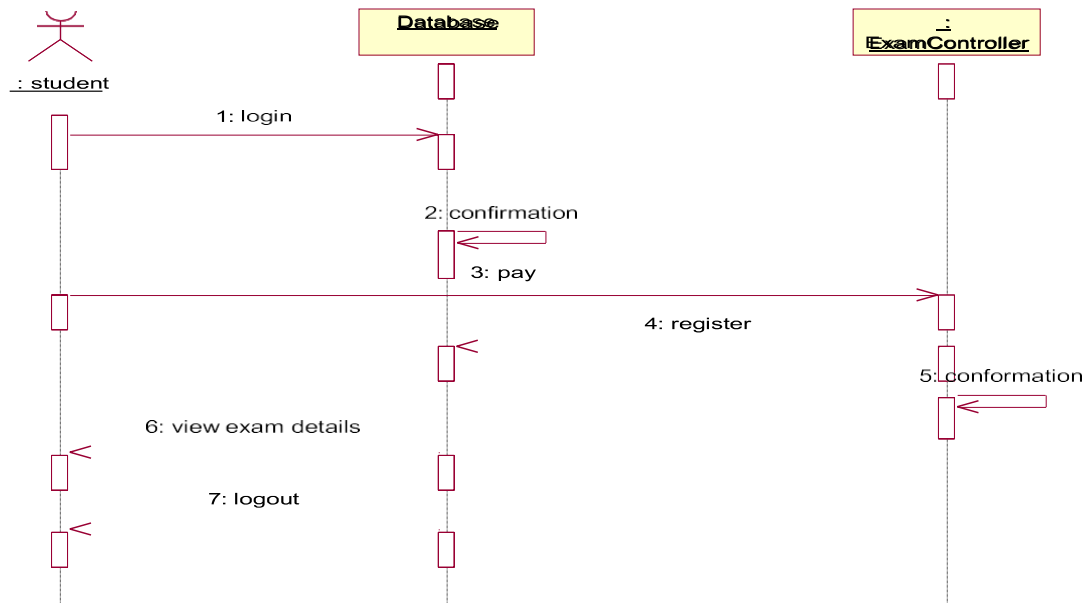 Database
:
ExamController
: student
1: login
2: confirmation
3: pay
4: register
5: conformation
6: view exam details
7: logout